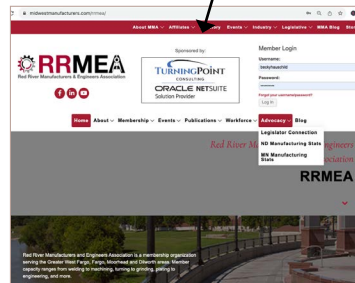 midwestmanufacturers.com/rrmea/
About MMA Affiliates Events Industry Legislative MWA Blog
Sponsored by:
Member Login
Username:
RRMEA
Red River Manufacturers & Engineers Association
TURNINGPOINT
CONSULTING
ORACLE NETSUITE
Solution Provider
Password:
Forgot your username/password?
Log in
Home About Membership Events Publications Workforce Advocacy Blog
Legislator Connection
ND Manufacturing Stats
MN Manufacturing
Stats
Red River
RRMEA
Red River Manufacturers and Engineers Association is a membership organization
serving the Greater West Fargo, Fargo, Moorhead and Dilworth areas. Member
capacity ranges from welding to machining, turning to grinding, plating to
engineering, and more.